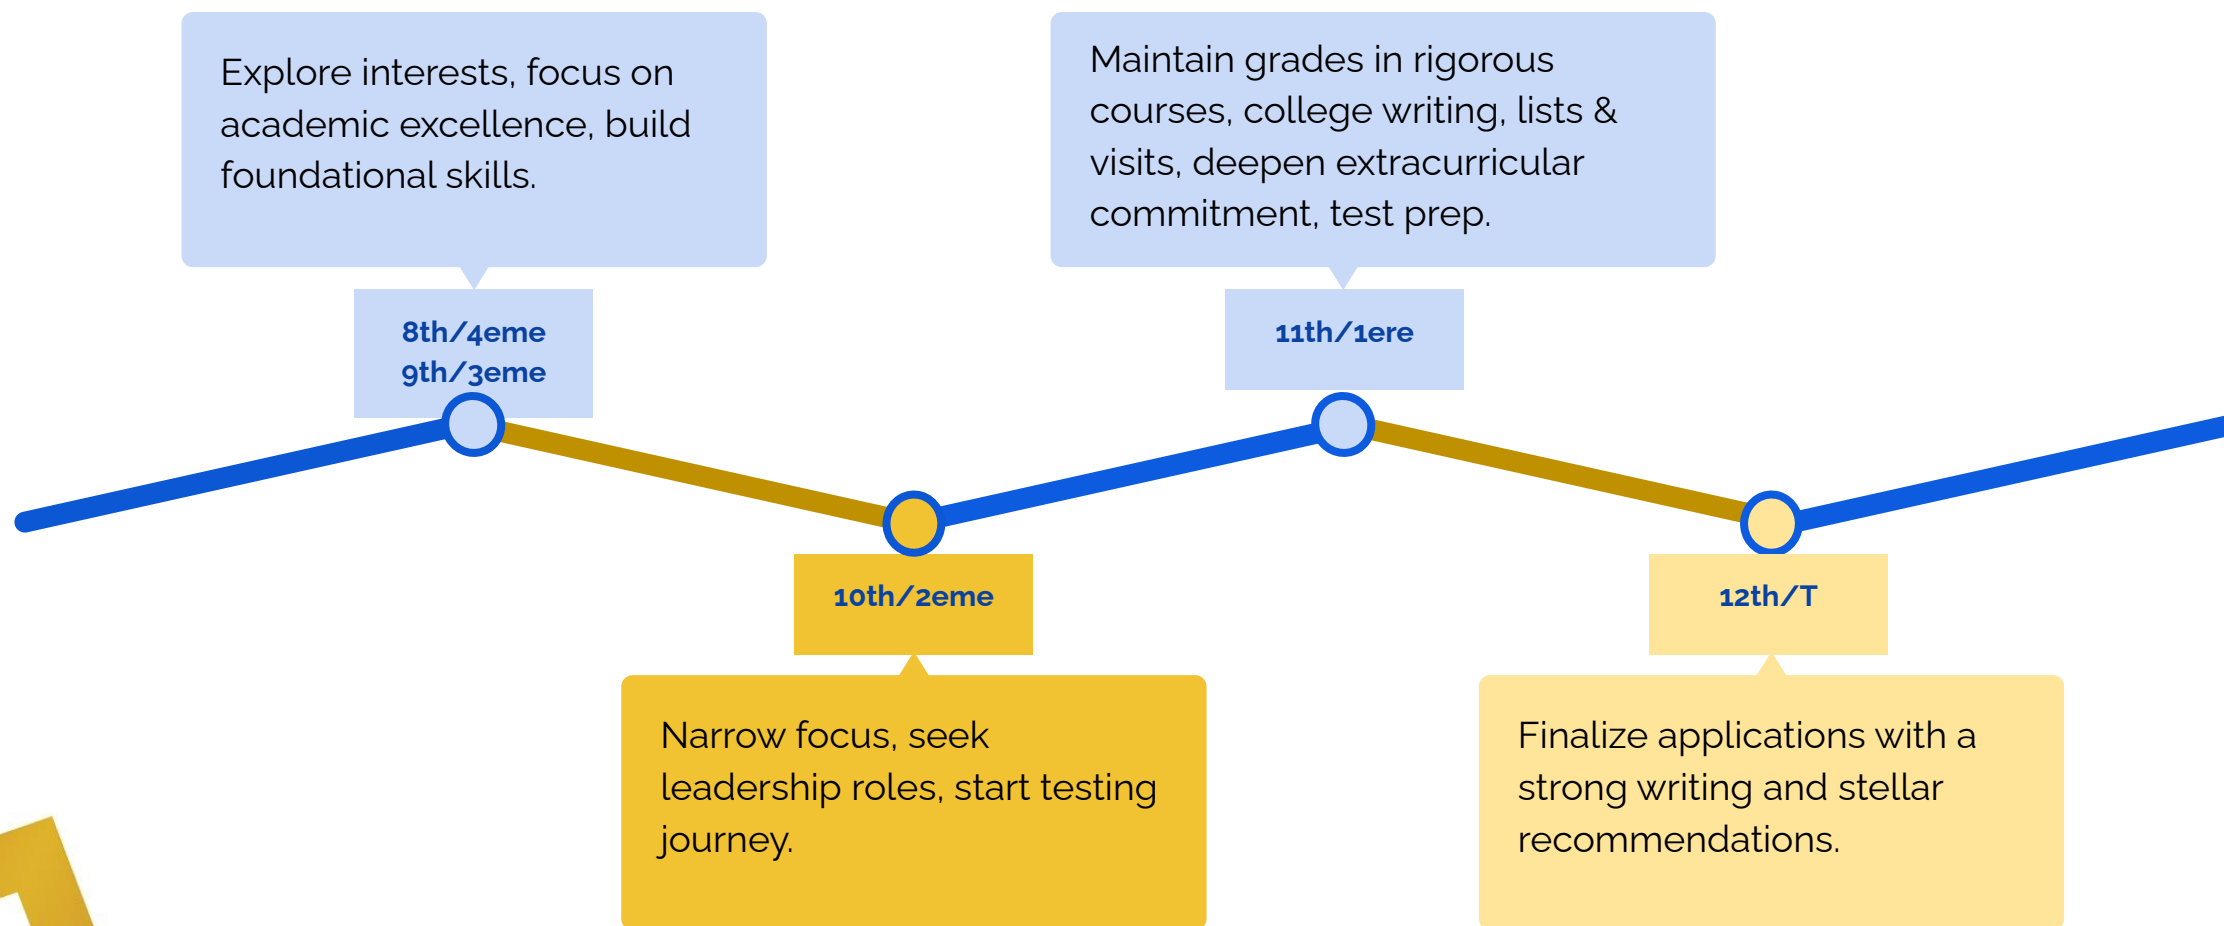 Explore interests, focus on
academic excellence, build
foundational skills.
8th/4eme
9th/3eme
Narrow focus, seek
leadership roles, start testing
journey.
10th/2eme
Maintain grades in rigorous
courses, college writing, lists &
visits, deepen extracurricular
commitment, test prep.
11th/1ere
12th/T
Finalize applications with a
strong writing and stellar
recommendations.